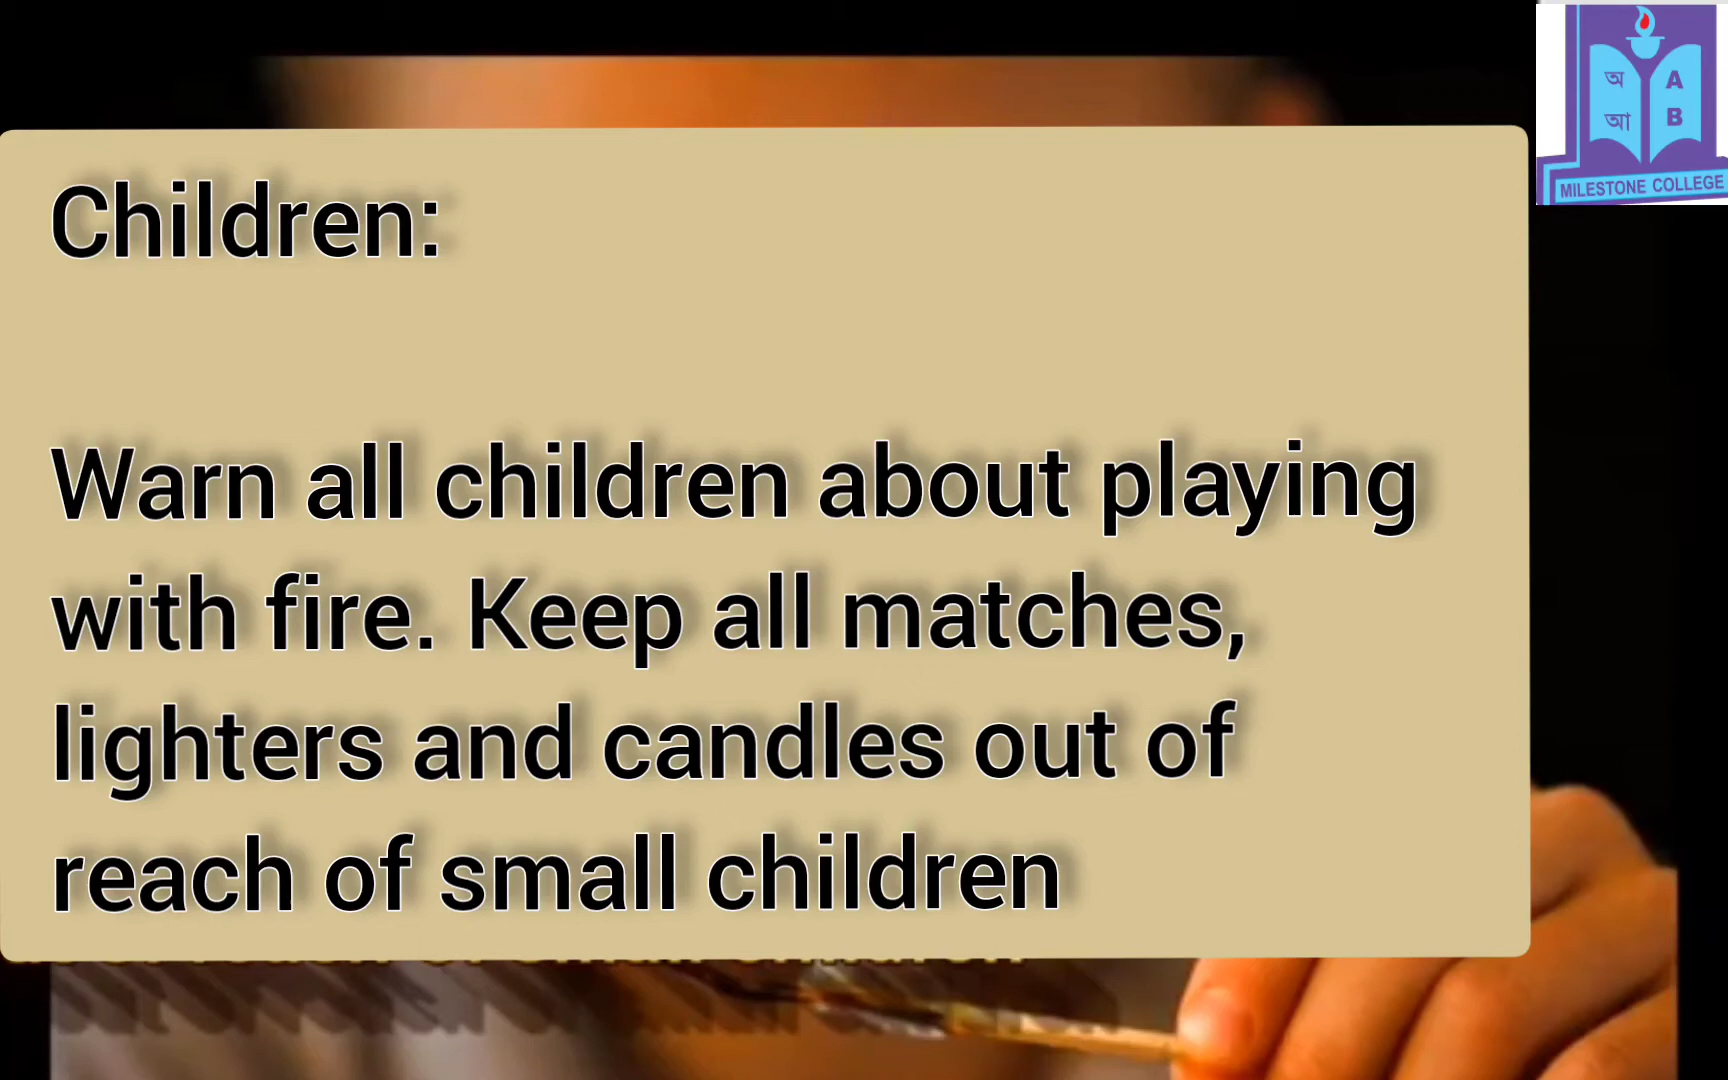 অ A
আ B
MILESTONE COLLEGE
Children:
Warn all children about playing
with fire. Keep all matches,
lighters and candles out of
reach of small children